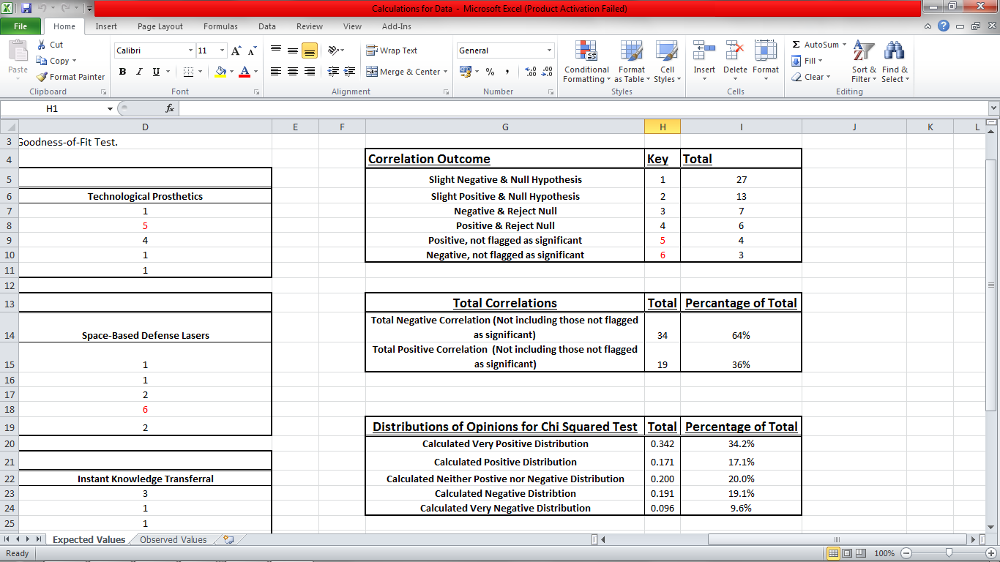 Calculations for Data - Microsoft Excel (Product Activation Failed)
File Home Insert Page Layout Formulas Data Review View Add-Ins
Paste
Cut
Copy
Format Painter
Clipboard
Calibri 11
B I U
Font
Wrap Text
Merge & Center
Alignment
General
% ,
Number
Conditional Formatting
Format as Table
Cell Styles
Styles
Insert Delete Format
Cells
Σ AutoSum
Fill
Clear
Sort & Filter
Find & Select
Editing
H1 fx
D E F G H I J K L
3 Goodness-of-Fit Test.
4 Correlation Outcome Key Total
5 Slight Negative & Null Hypothesis 1 27
6 Technological Prosthetics Slight Positive & Null Hypothesis 2 13
7 1 Negative & Reject Null 3 7
8 5 Positive & Reject Null 4 6
9 4 Positive, not flagged as significant 5 4
10 1 Negative, not flagged as significant 6 3
11 1
12
13 Total Correlations Total Percantage of Total
Total Negative Correlation (Not including those not flagged
14 Space-Based Defense Lasers as significant) 34 64%
Total Positive Correlation (Not including those not flagged
15 1 as significant) 19 36%
16 1
17 2
18 6
19 2 Distributions of Opinions for Chi Squared Test Total Percentage of Total
20 Calculated Very Positive Distribution 0.342 34.2%
21 Calculated Positive Distribution 0.171 17.1%
22 Instant Knowledge Transferral Calculated Neither Postive nor Negative Distribution 0.200 20.0%
23 3 Calculated Negative Distribtion 0.191 19.1%
24 1 Calculated Very Negative Distribution 0.096 9.6%
25 1
Expected Values Observed Values
Ready 100%